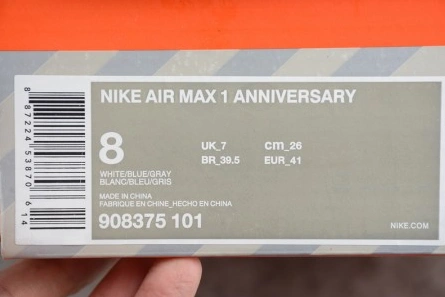 NIKE AIR MAX 1 ANNIVERSARY
8
UK_7 cm_26
BR_39.5 EUR_41
WHITE/BLUE/GRAY
BLANC/BLEU/GRIS
MADE IN CHINA
FABRIQUE EN CHINE_HECHO EN CHINA
908375 101
NIKE.COM
8 87224 53870 6 14